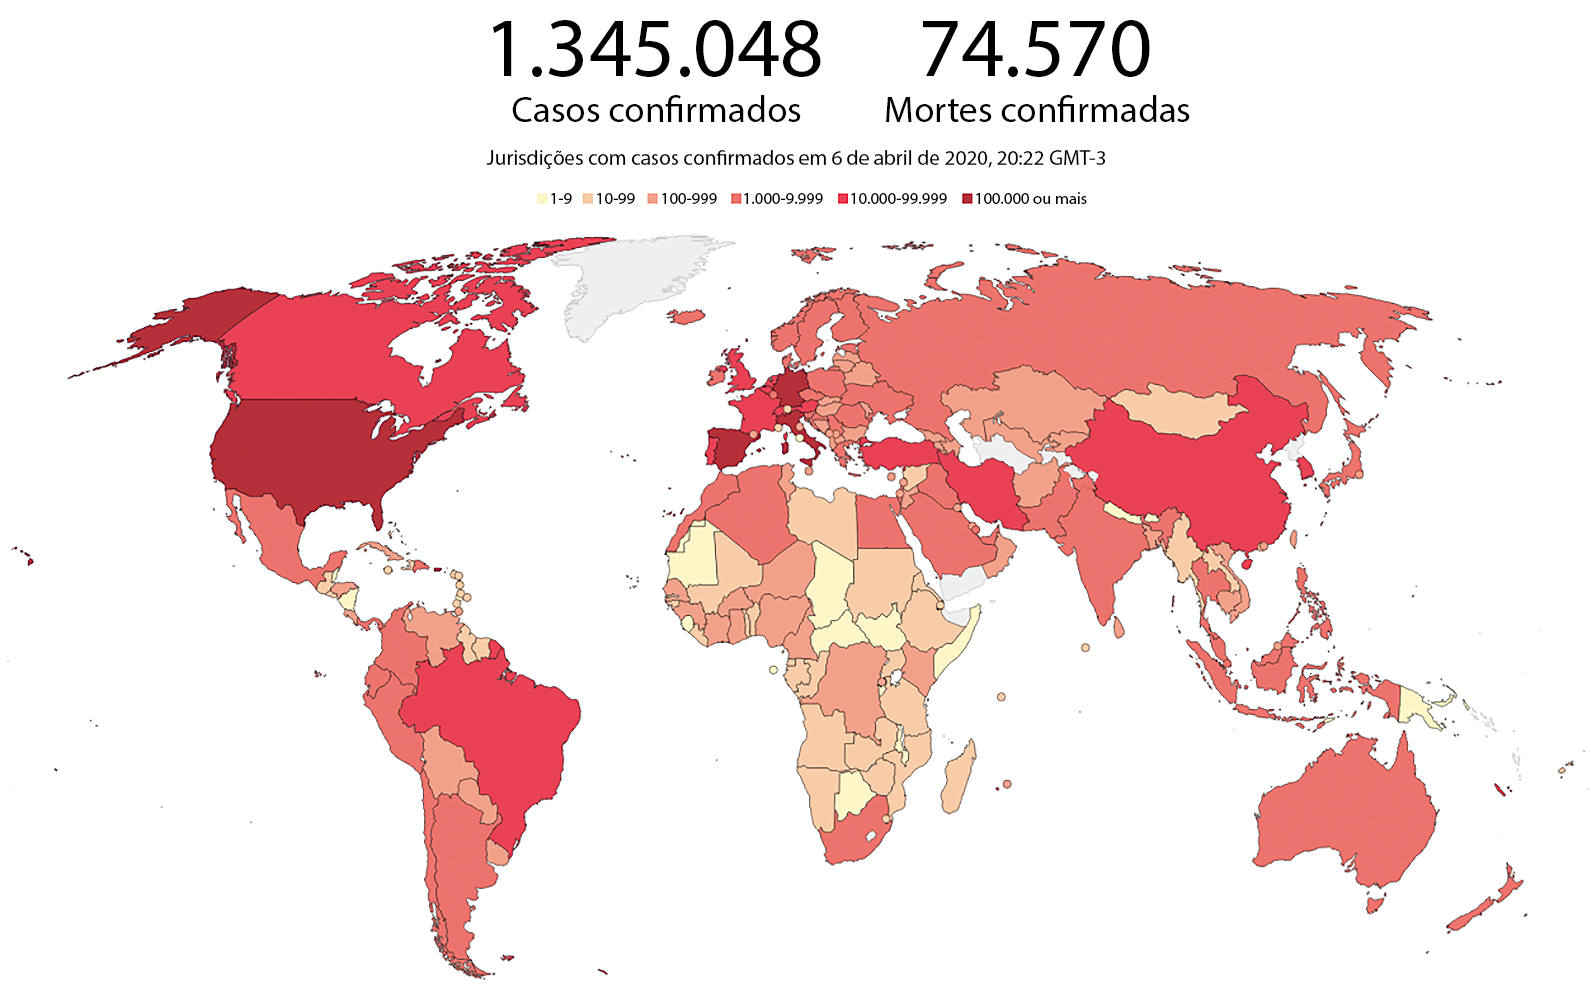 1.345.048 74.570
Casos confirmados Mortes confirmadas
Jurisdições com casos confirmados em 6 de abril de 2020, 20:22 GMT-3
1-9 10-99 100-999 1.000-9.999 10.000-99.999 100.000 ou mais